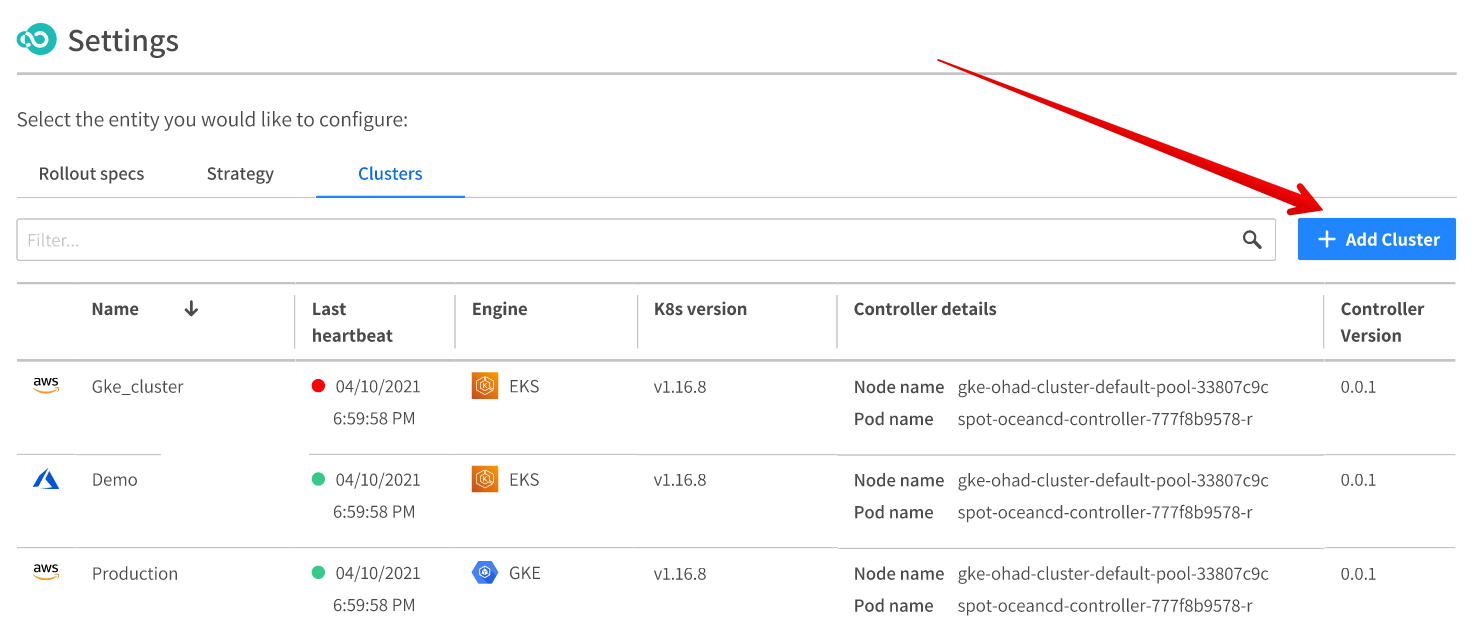 Settings
Select the entity you would like to configure:
Rollout specs Strategy Clusters
Filter... + Add Cluster
Name ↓ Last heartbeat Engine K8s version Controller details Controller Version
aws Gke_cluster 04/10/2021 EKS v1.16.8 Node name gke-ohad-cluster-default-pool-33807c9c 0.0.1
6:59:58 PM Pod name spot-oceancd-controller-777f8b9578-r
Demo 04/10/2021 EKS v1.16.8 Node name gke-ohad-cluster-default-pool-33807c9c 0.0.1
6:59:58 PM Pod name spot-oceancd-controller-777f8b9578-r
aws Production 04/10/2021 GKE v1.16.8 Node name gke-ohad-cluster-default-pool-33807c9c 0.0.1
6:59:58 PM Pod name spot-oceancd-controller-777f8b9578-r